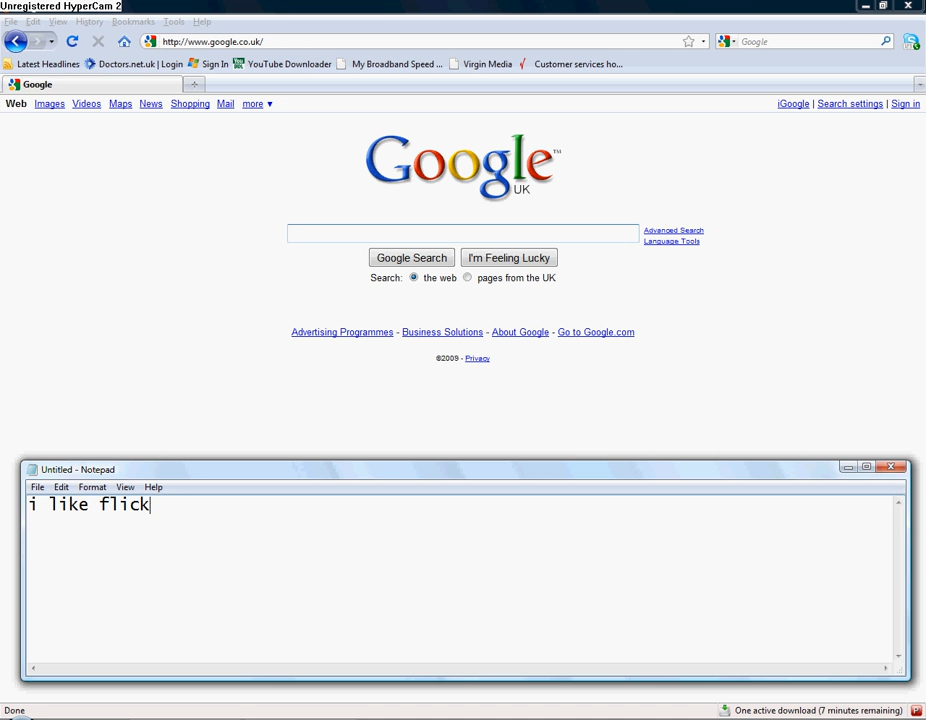 Unregistered HyperCam 2
File Edit View History Bookmarks Tools Help
http://www.google.co.uk/ Google
Latest Headlines Doctors.net.uk | Login Sign In YouTube Downloader My Broadband Speed ... Virgin Media Customer services ho...
Google
Web Images Videos Maps News Shopping Mail more ▼ iGoogle | Search settings | Sign in
Google™
UK
Advanced Search
Language Tools
Google Search I'm Feeling Lucky
Search: the web pages from the UK
Advertising Programmes - Business Solutions - About Google - Go to Google.com
©2009 - Privacy
Untitled - Notepad
File Edit Format View Help
i like flick
Done One active download (7 minutes remaining)